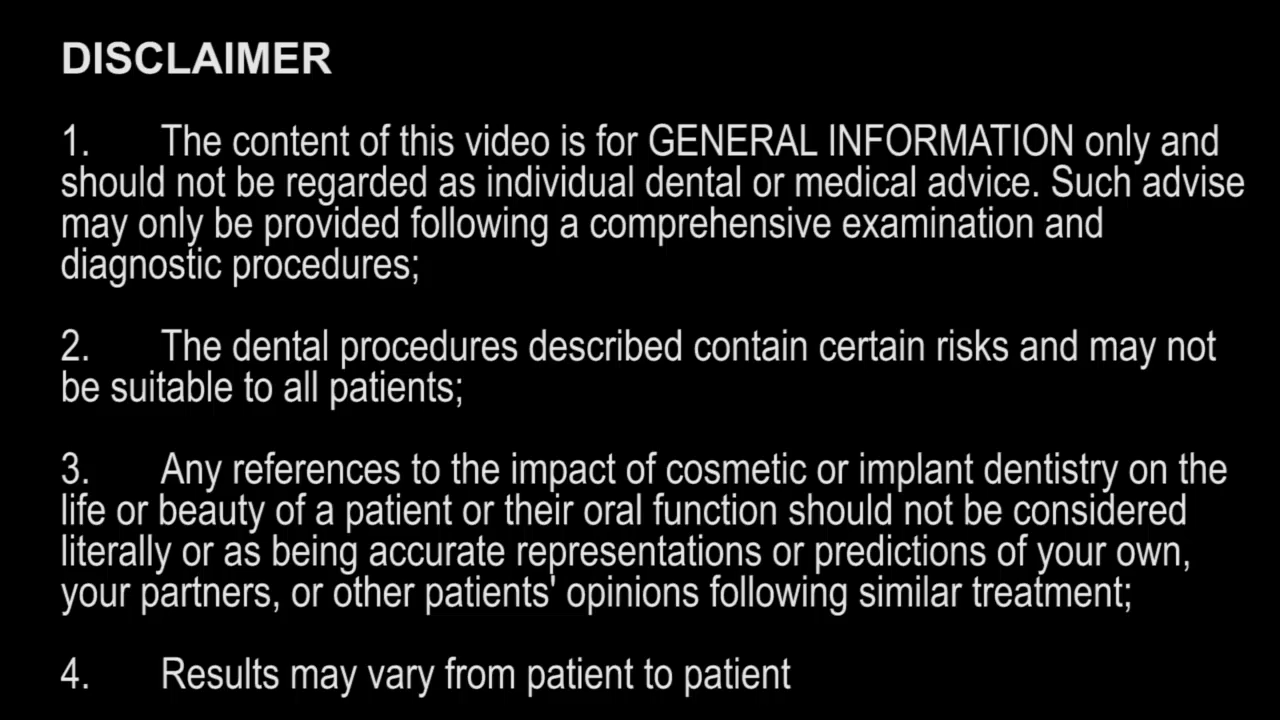 DISCLAIMER
1. The content of this video is for GENERAL INFORMATION only and
should not be regarded as individual dental or medical advice. Such advise
may only be provided following a comprehensive examination and
diagnostic procedures;
2. The dental procedures described contain certain risks and may not
be suitable to all patients;
3. Any references to the impact of cosmetic or implant dentistry on the
life or beauty of a patient or their oral function should not be considered
literally or as being accurate representations or predictions of your own,
your partners, or other patients' opinions following similar treatment;
4. Results may vary from patient to patient